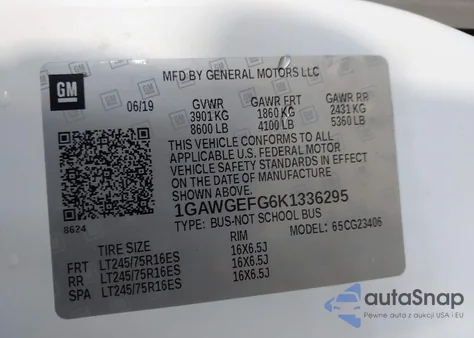 GM
MFD BY GENERAL MOTORS LLC
06/19 GVWR GAWR FRT GAWR RR
3901 KG 1860 KG 2431 KG
8600 LB 4100 LB 5360 LB
THIS VEHICLE CONFORMS TO ALL
APPLICABLE U.S. FEDERAL MOTOR
VEHICLE SAFETY STANDARDS IN EFFECT
ON THE DATE OF MANUFACTURE
SHOWN ABOVE.
1GAWGEFG6K1336295
8624 TYPE: BUS-NOT SCHOOL BUS
MODEL: 65CG23406
TIRE SIZE RIM
FRT LT245/75R16ES 16X6.5J
RR LT245/75R16ES 16X6.5J
SPA LT245/75R16ES 16X6.5J
autaSnap
Pewne auta z aukcji USA i EU